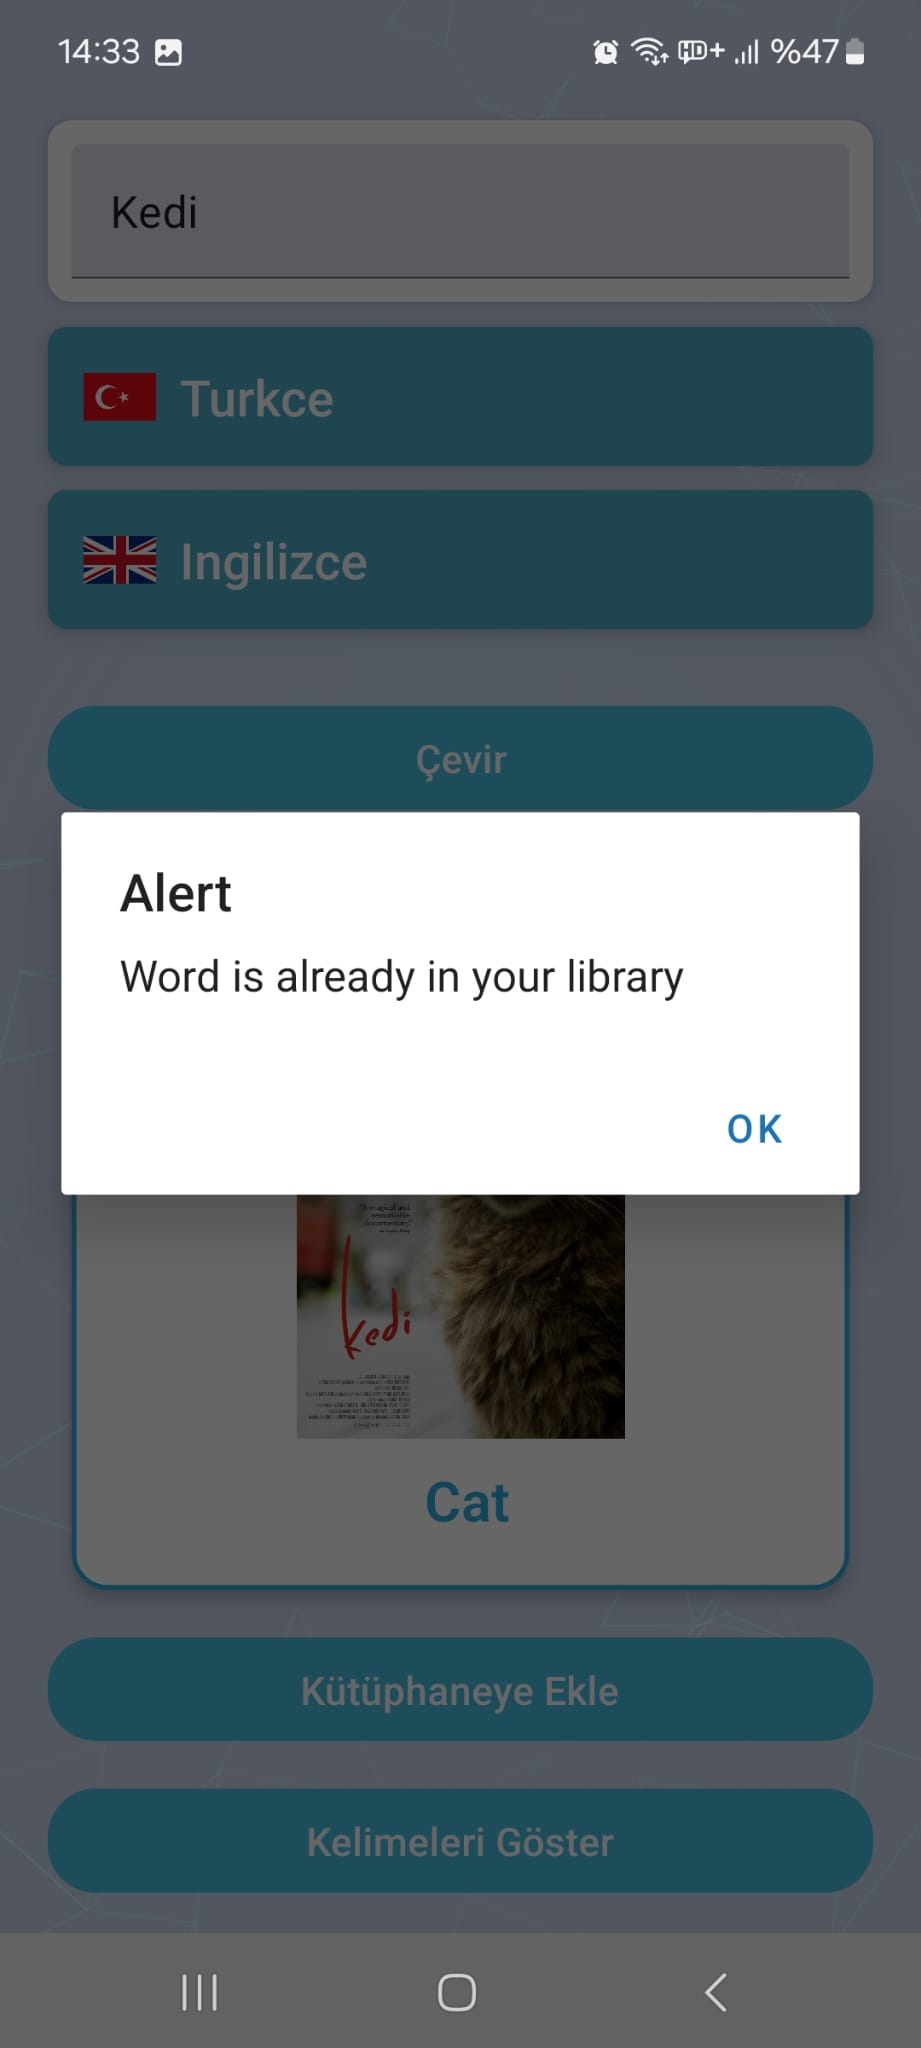 14:33
HD+
%47
Kedi
Turkce
Ingilizce
Çevir
Alert
Word is already in your library
OK
"A magical and
remarkable
documentary."
kedi
Cat
Kütüphaneye Ekle
Kelimeleri Göster